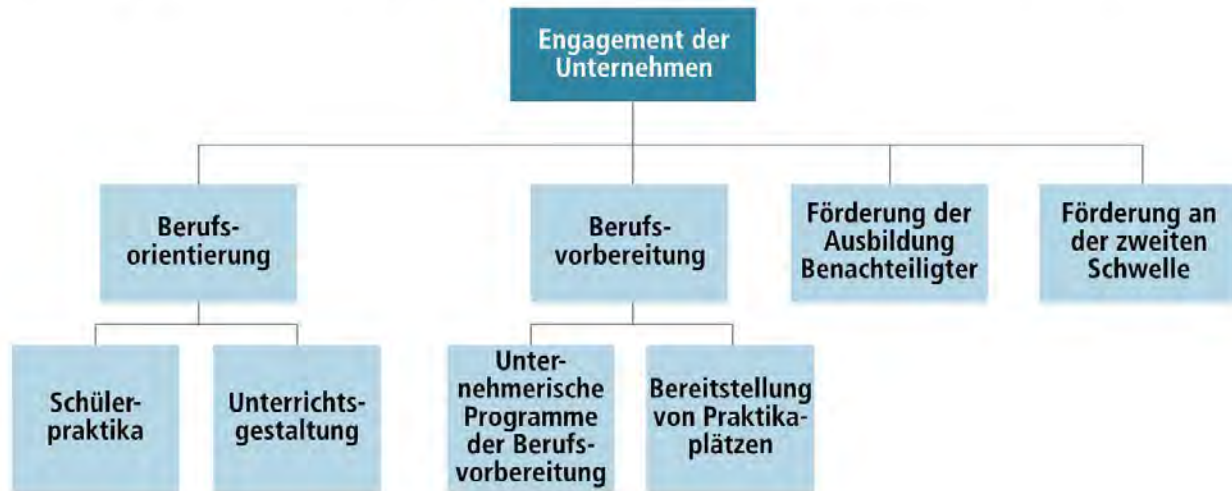 Engagement der
Unternehmen
Berufs-
orientierung
Berufs-
vorbereitung
Förderung der
Ausbildung
Benachteiligter
Förderung an
der zweiten
Schwelle
Schüler-
praktika
Unterrichts-
gestaltung
Unter-
nehmerische
Programme
der Berufs-
vorbereitung
Bereitstellung
von Praktika-
plätzen